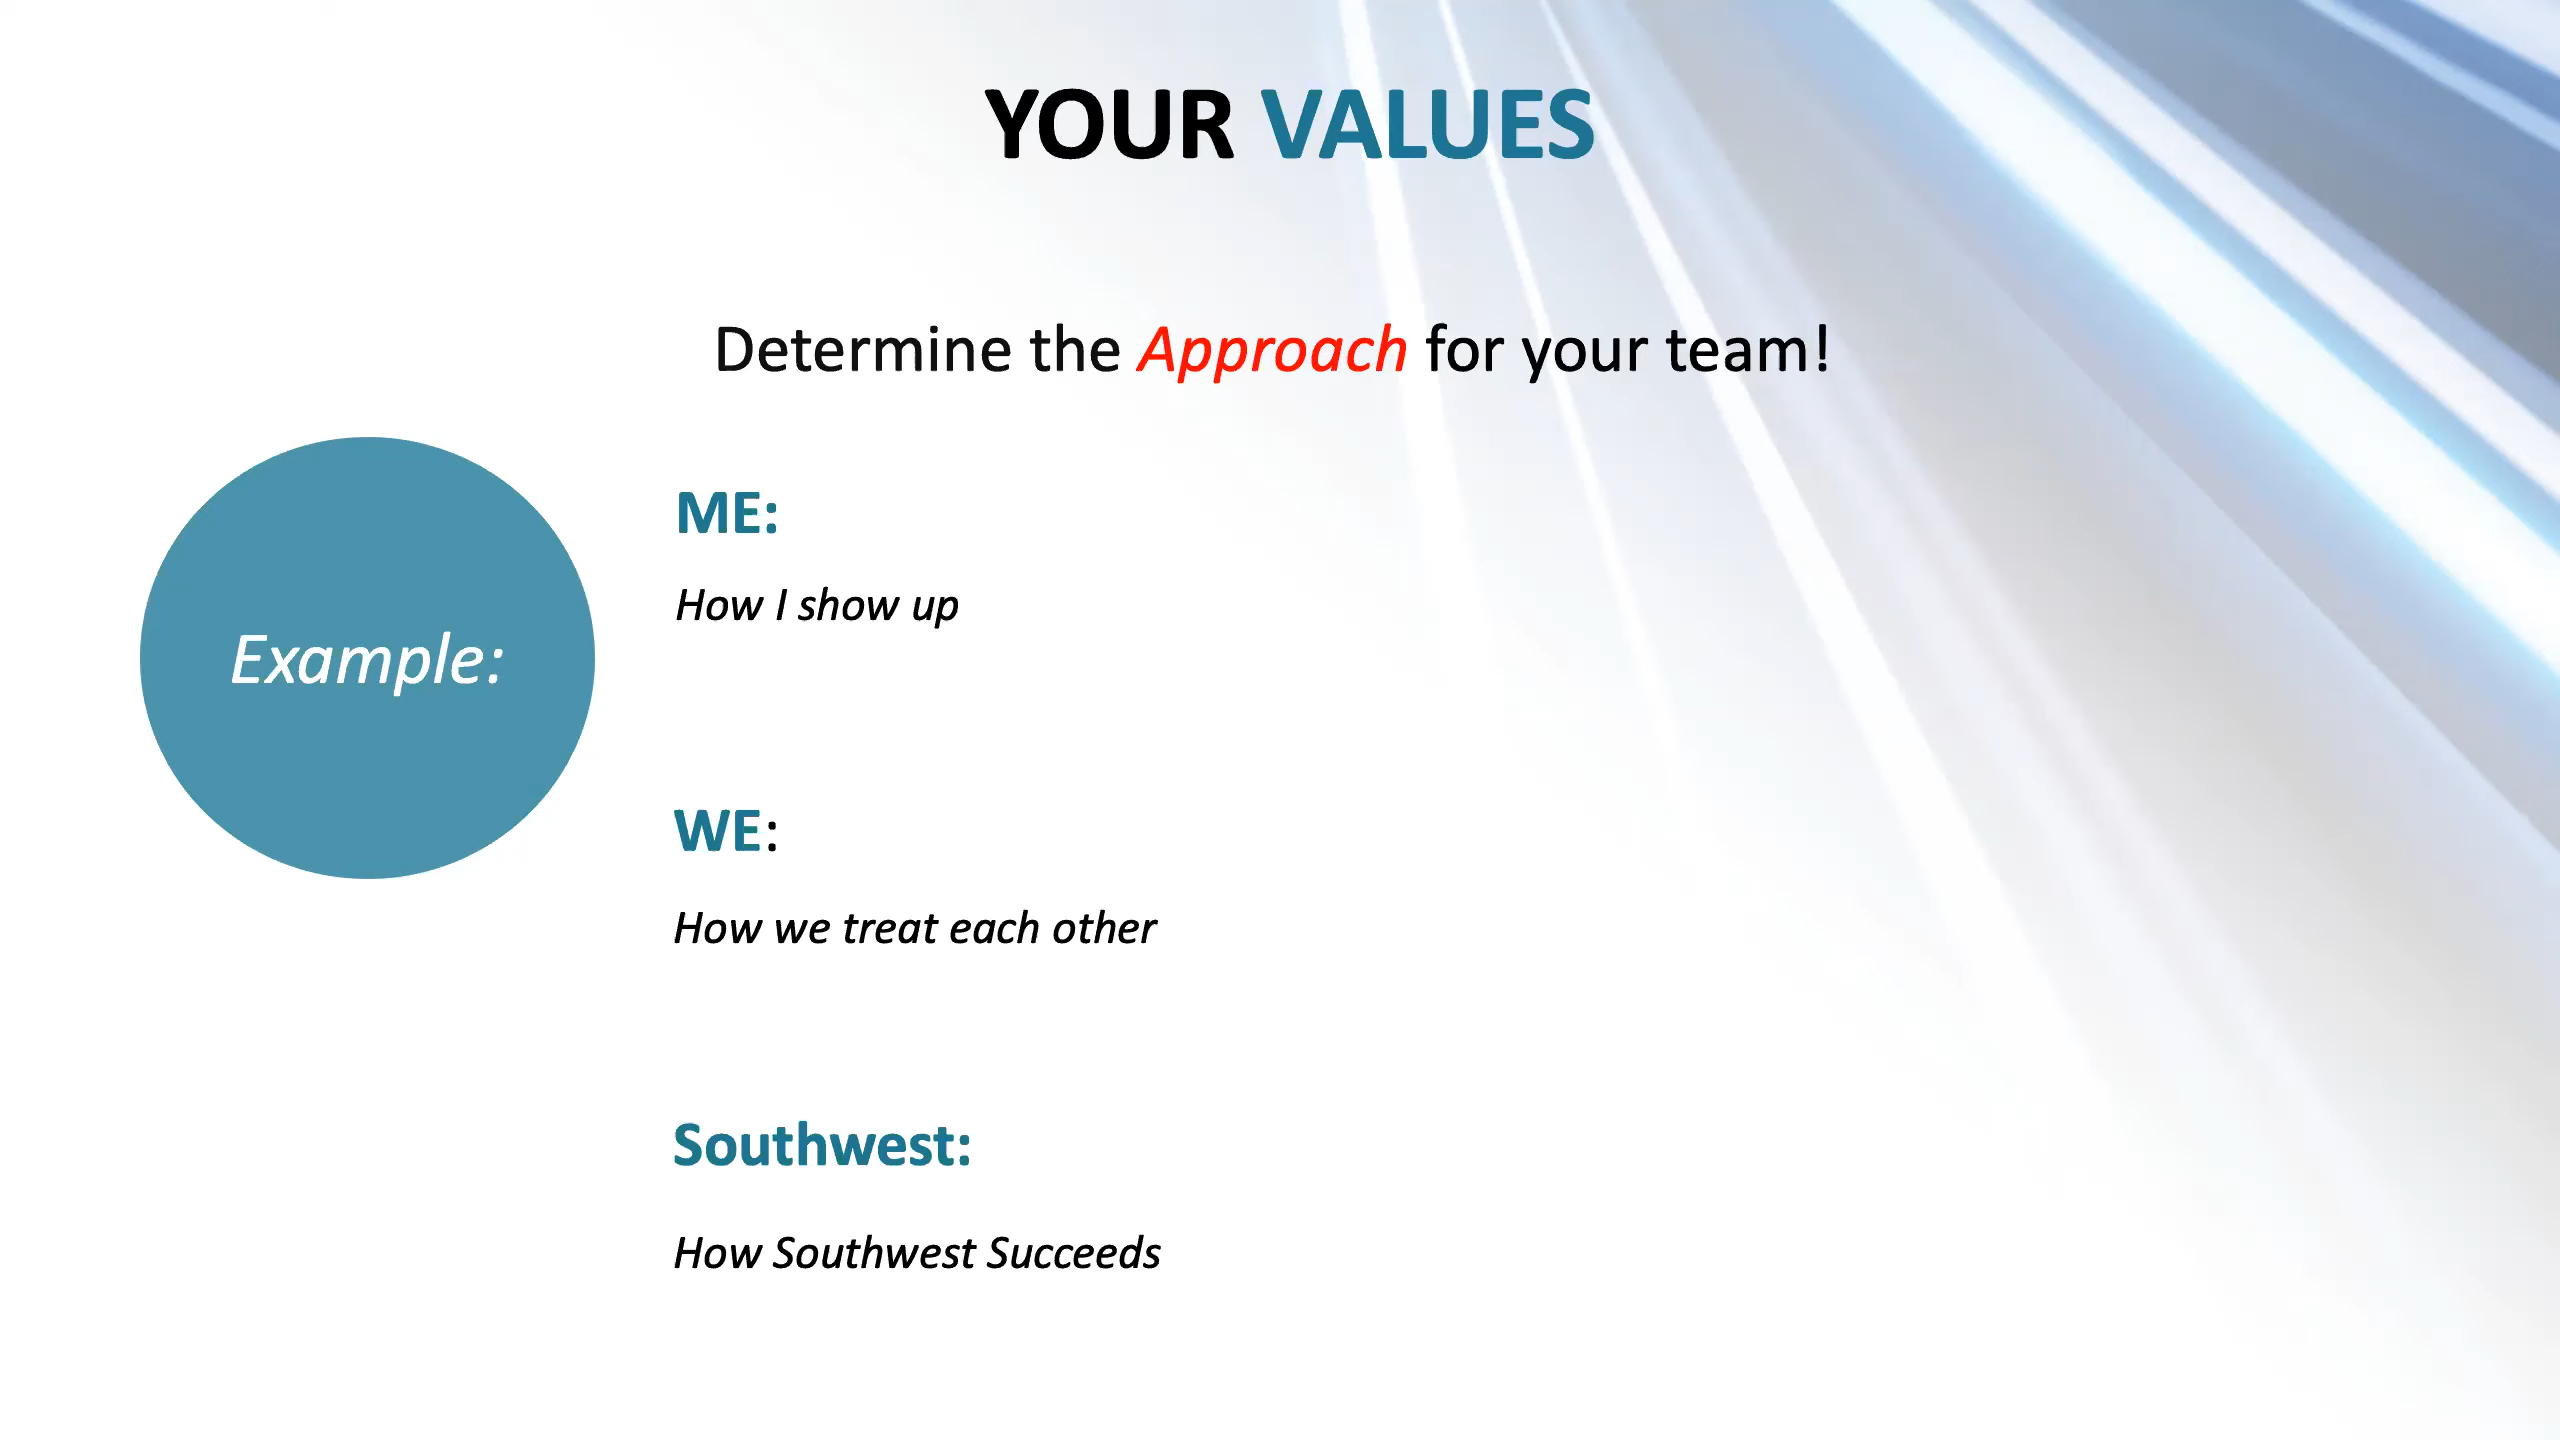 YOUR VALUES
Determine the Approach for your team!
Example:
ME:
How I show up
WE:
How we treat each other
Southwest:
How Southwest Succeeds